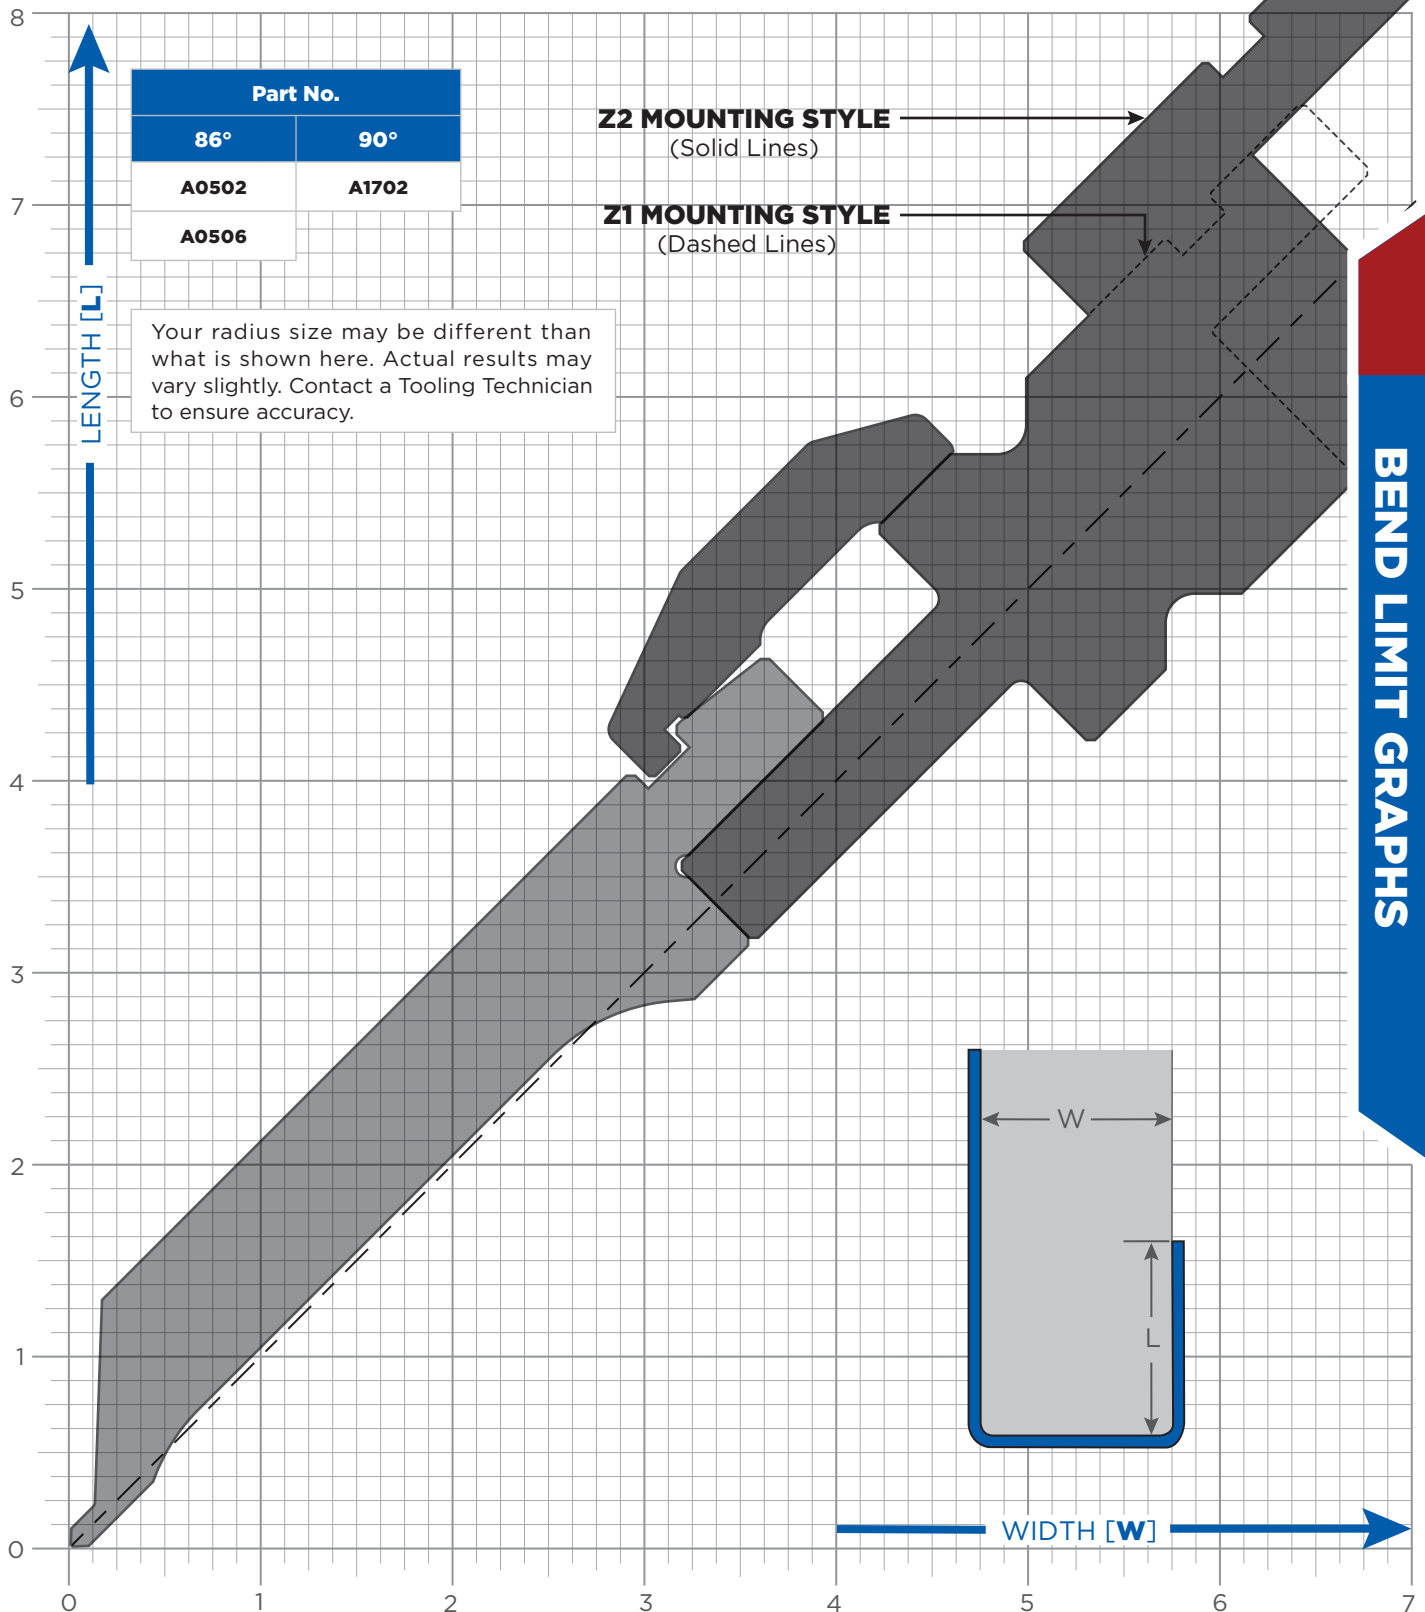 8
7
6
5
4
3
2
1
0
LENGTH [L]
Part No.
86° 90°
A0502 A1702
A0506
Your radius size may be different than
what is shown here. Actual results may
vary slightly. Contact a Tooling Technician
to ensure accuracy.
Z2 MOUNTING STYLE
(Solid Lines)
Z1 MOUNTING STYLE
(Dashed Lines)
BEND LIMIT GRAPHS
W
L
WIDTH [W]
0 1 2 3 4 5 6 7